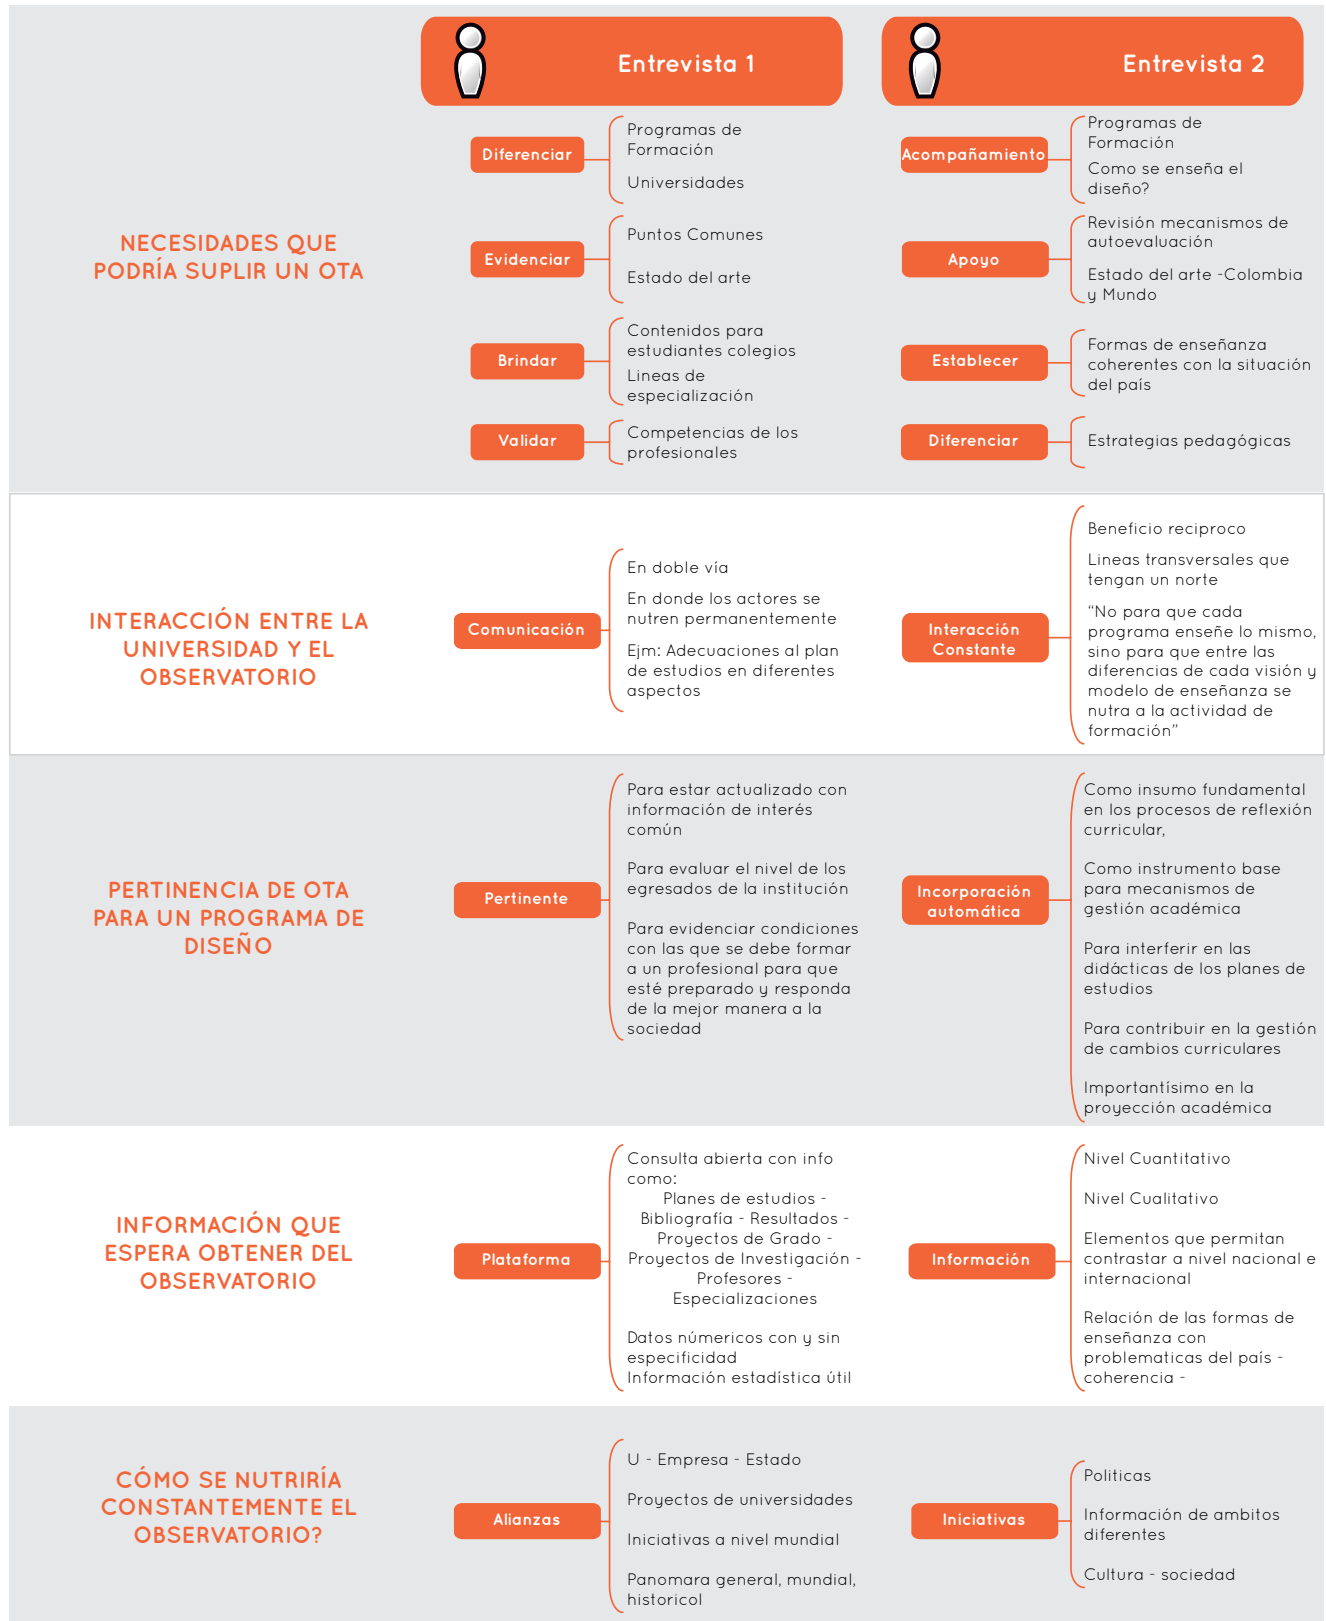 Entrevista 1
Entrevista 2
NECESIDADES QUE
PODRÍA SUPLIR UN OTA
Diferenciar
Programas de
Formación
Universidades
Evidenciar
Puntos Comunes
Estado del arte
Brindar
Contenidos para
estudiantes colegios
Lineas de
especialización
Validar
Competencias de los
profesionales
Acompañamiento
Programas de
Formación
Como se enseña el
diseño?
Apoyo
Revisión mecanismos de
autoevaluación
Estado del arte -Colombia
y Mundo
Establecer
Formas de enseñanza
coherentes con la situación
del país
Diferenciar
Estrategias pedagógicas
INTERACCIÓN ENTRE LA
UNIVERSIDAD Y EL
OBSERVATORIO
Comunicación
En doble vía
En donde los actores se
nutren permanentemente
Ejm: Adecuaciones al plan
de estudios en diferentes
aspectos
Interacción
Constante
Beneficio reciproco
Lineas transversales que
tengan un norte
“No para que cada
programa enseñe lo mismo,
sino para que entre las
diferencias de cada visión y
modelo de enseñanza se
nutra a la actividad de
formación”
PERTINENCIA DE OTA
PARA UN PROGRAMA DE
DISEÑO
Pertinente
Para estar actualizado con
información de interés
común
Para evaluar el nivel de los
egresados de la institución
Para evidenciar condiciones
con las que se debe formar
a un profesional para que
esté preparado y responda
de la mejor manera a la
sociedad
Incorporación
automática
Como insumo fundamental
en los procesos de reflexión
curricular,
Como instrumento base
para mecanismos de
gestión académica
Para interferir en las
didácticas de los planes de
estudios
Para contribuir en la gestión
de cambios curriculares
Importantísimo en la
proyección académica
INFORMACIÓN QUE
ESPERA OBTENER DEL
OBSERVATORIO
Plataforma
Consulta abierta con info
como:
Planes de estudios -
Bibliografía - Resultados -
Proyectos de Grado -
Proyectos de Investigación -
Profesores -
Especializaciones
Datos númericos con y sin
especificidad
Información estadística útil
Información
Nivel Cuantitativo
Nivel Cualitativo
Elementos que permitan
contrastar a nivel nacional e
internacional
Relación de las formas de
enseñanza con
problematicas del país -
coherencia -
CÓMO SE NUTRIRÍA
CONSTANTEMENTE EL
OBSERVATORIO?
Alianzas
U - Empresa - Estado
Proyectos de universidades
Iniciativas a nivel mundial
Panomara general, mundial,
historicol
Iniciativas
Politicas
Información de ambitos
diferentes
Cultura - sociedad